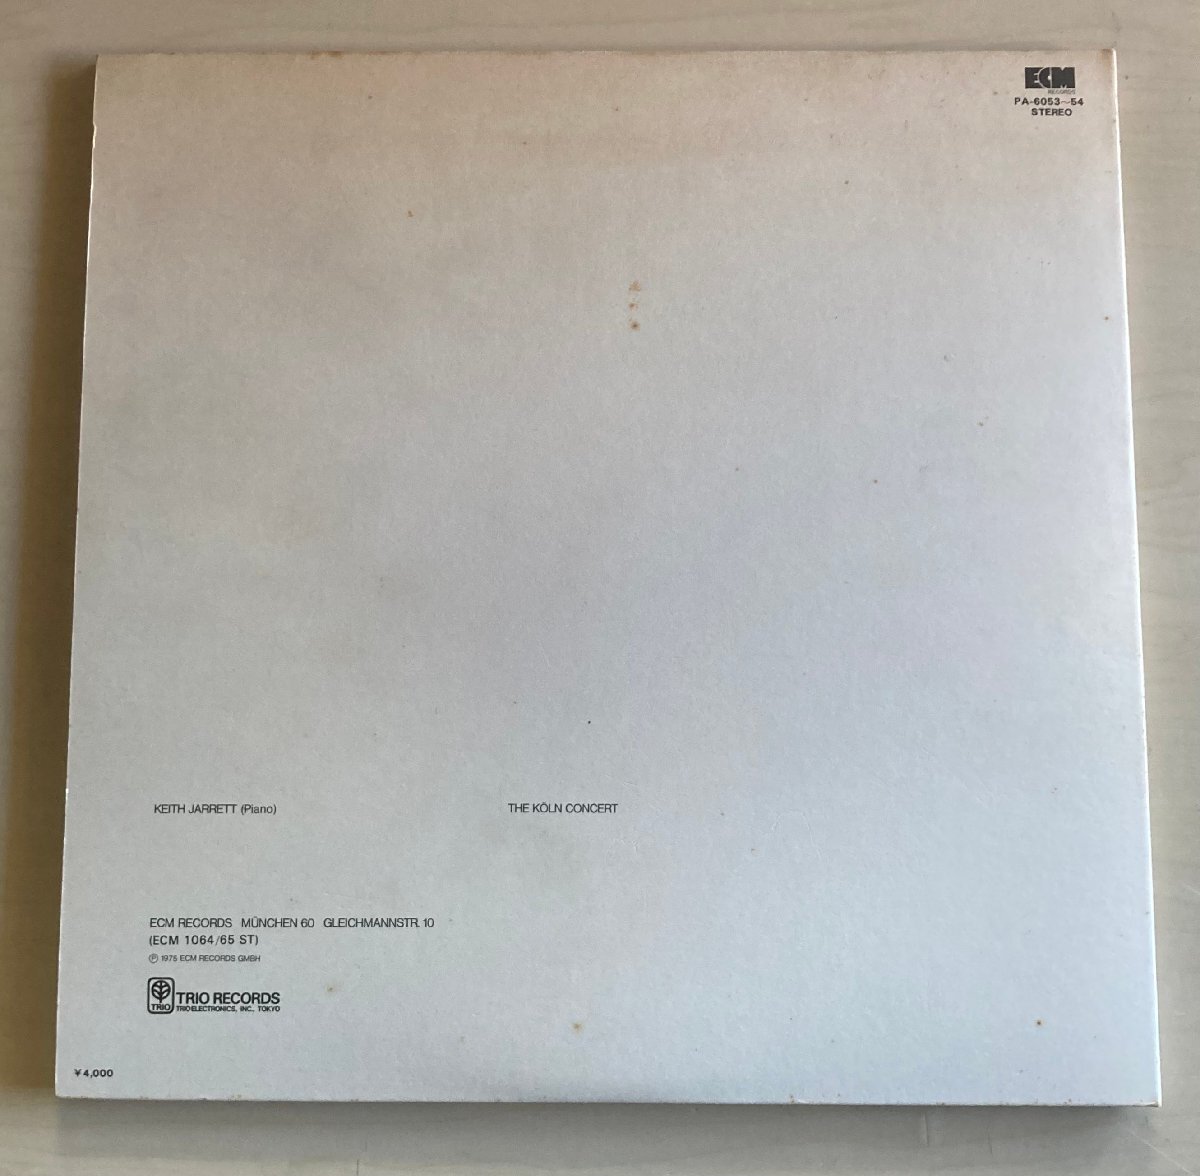 ECM
RECORDS
PA-6053~54
STEREO
KEITH JARRETT (Piano)
THE KÖLN CONCERT
ECM RECORDS MÜNCHEN 60 GLEICHMANNSTR. 10
(ECM 1064/65 ST)
Ⓟ 1975 ECM RECORDS GMBH
TRIO
TRIO RECORDS
TRIO ELECTRONICS, INC., TOKYO
¥4,000